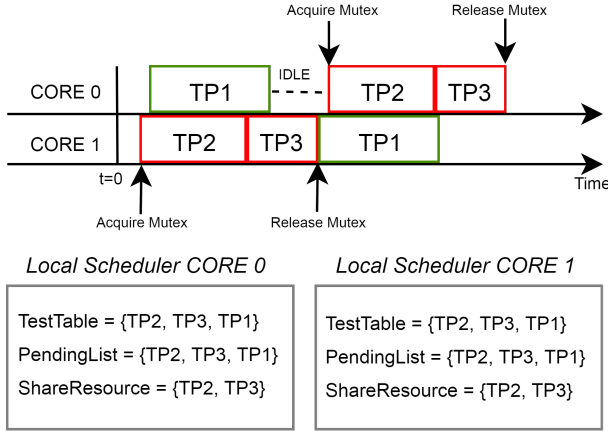 Acquire Mutex
Release Mutex
IDLE
CORE 0
TP1
TP2
TP3
CORE 1
TP2
TP3
TP1
t=0
Time
Acquire Mutex
Release Mutex
Local Scheduler CORE 0
TestTable = {TP2, TP3, TP1}
PendingList = {TP2, TP3, TP1}
ShareResource = {TP2, TP3}
Local Scheduler CORE 1
TestTable = {TP2, TP3, TP1}
PendingList = {TP2, TP3, TP1}
ShareResource = {TP2, TP3}